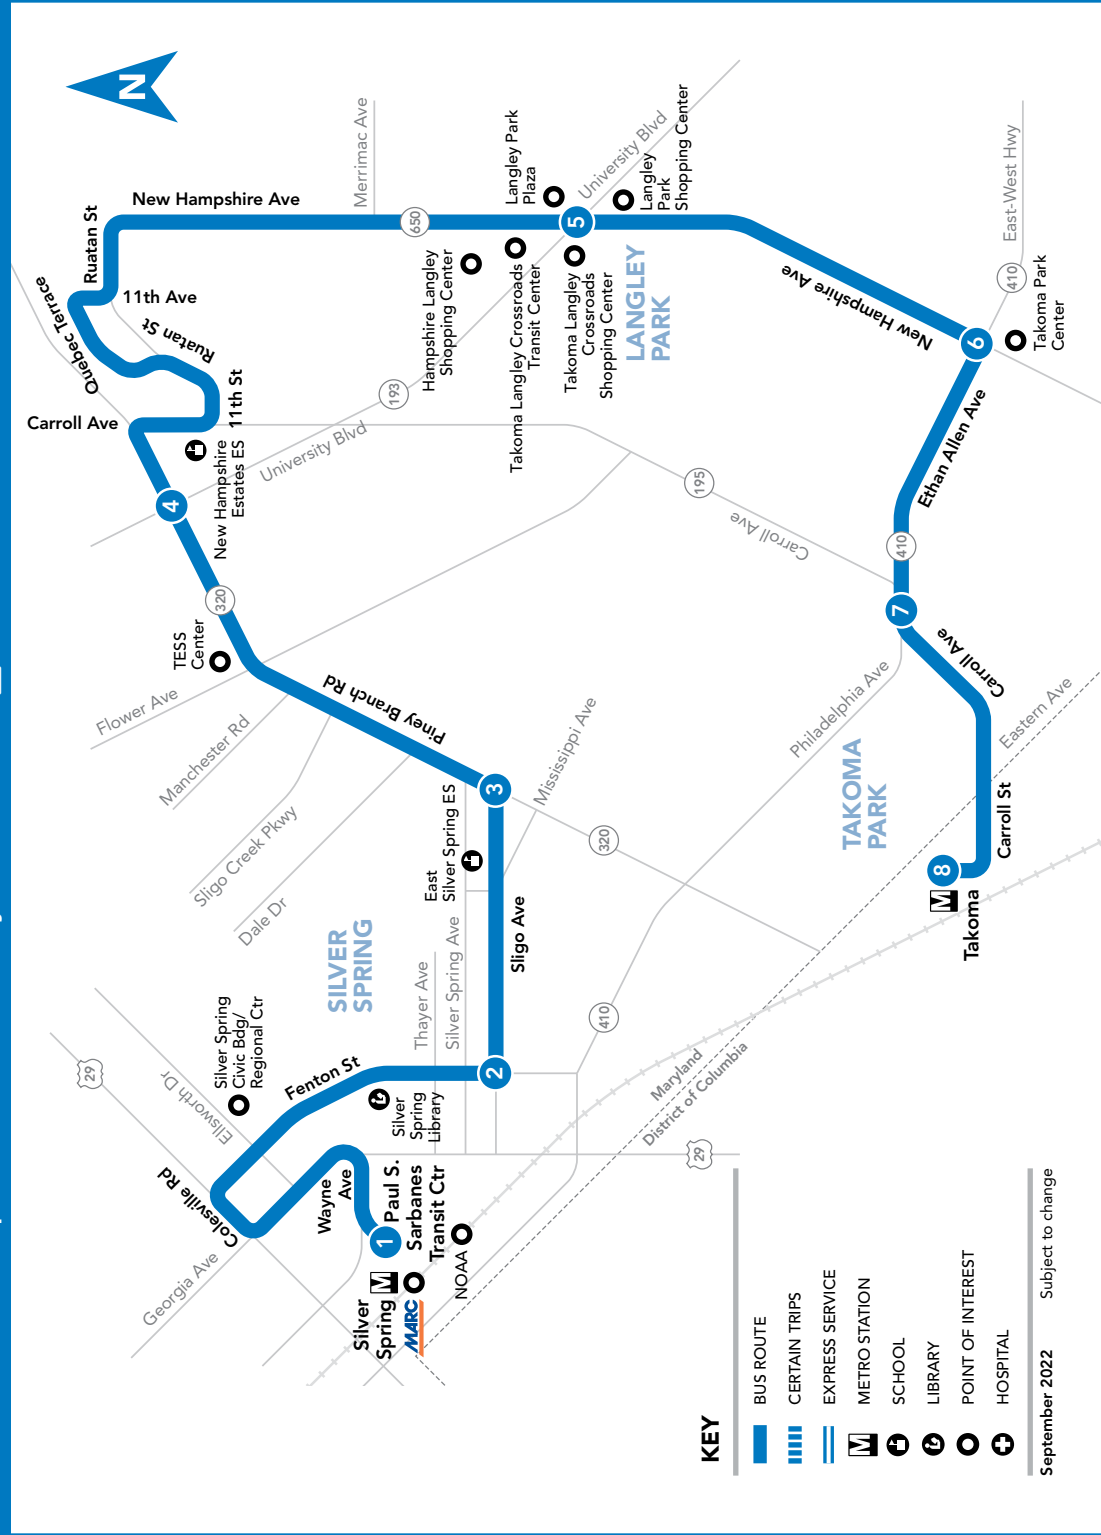 N
Quebec Terrace
Ruatan St
New Hampshire Ave
Merrimac Ave
11th Ave
Ruatan St
Carroll Ave
11th St
650
Langley Park
Plaza
University Blvd
Langley
Park
Shopping Center
5
Hampshire Langley
Shopping Center
Takoma Langley Crossroads
Transit Center
Takoma Langley
Crossroads
Shopping Center
LANGLEY
PARK
New Hampshire Ave
East-West Hwy
410
6
Takoma Park
Center
193
University Blvd
New Hampshire
Estates ES
4
320
TESS
Center
Flower Ave
Manchester Rd
Sligo Creek Pkwy
Dale Dr
Piney Branch Rd
195
Carroll Ave
Ethan Allen Ave
410
7
Carroll Ave
Philadelphia Ave
Eastern Ave
TAKOMA
PARK
Carroll St
8
M
Takoma
Mississippi Ave
3
320
East
Silver Spring ES
Sligo Ave
Silver Spring Ave
Thayer Ave
SILVER
SPRING
410
2
Maryland
District of Columbia
29
29
Silver Spring
Civic Bdg/
Regional Ctr
Ellsworth Dr
Fenton St
Silver
Spring
Library
Colesville Rd
Georgia Ave
Wayne
Ave
1
Paul S.
Sarbanes
Transit Ctr
Silver
Spring
M
MARC
NOAA
KEY
BUS ROUTE
CERTAIN TRIPS
EXPRESS SERVICE
M METRO STATION
SCHOOL
LIBRARY
POINT OF INTEREST
HOSPITAL
September 2022 Subject to change